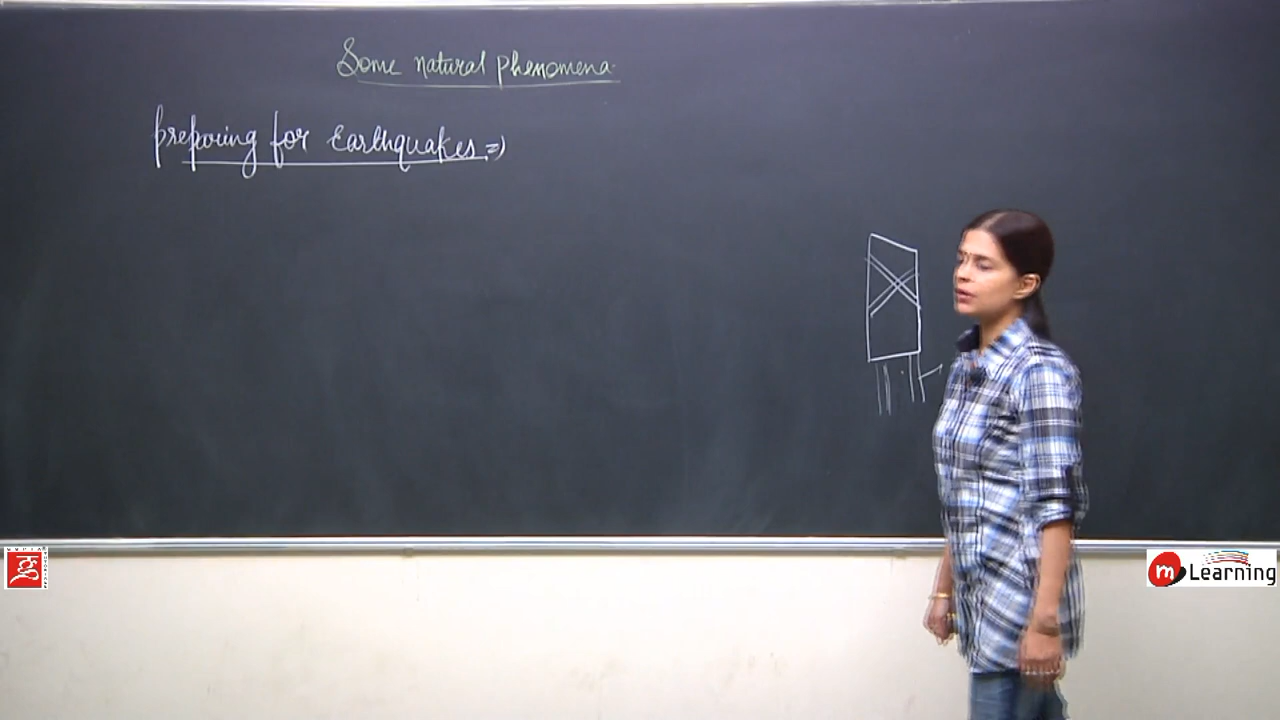 Some natural phenomena
preparing for Earthquakes =>
m Learning